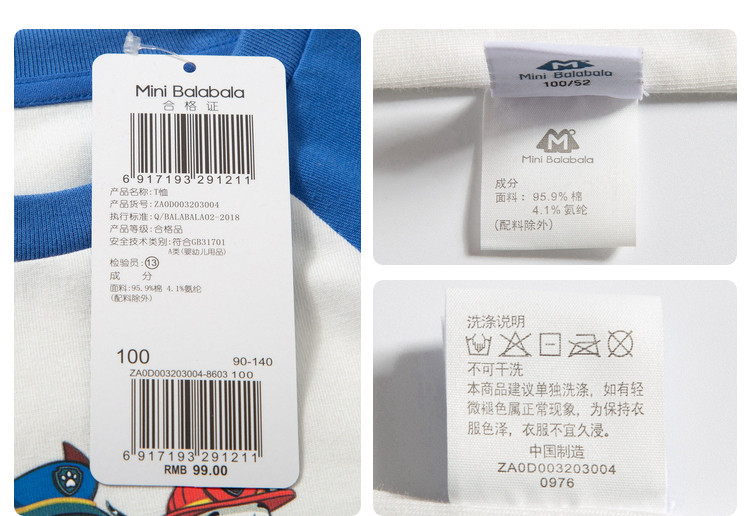 Mini Balabala
合格证
6 917193 291211
产品名称: T恤
产品货号: ZA0D003203004
执行标准: Q/BALABALA02-2018
产品等级: 合格品
安全技术类别: 符合GB31701
A类(婴幼儿用品)
检验员: ⑬
成 分
面料: 95.9%棉 4.1%氨纶
(配料除外)
100 90-140
ZA0D003203004-8603 100
6 917193 291211
RMB 99.00
Mini Balabala
100/52
Mini Balabala
成分
面料: 95.9% 棉
4.1% 氨纶
(配料除外)
洗涤说明
不可干洗
本商品建议单独洗涤, 如有轻
微褪色属正常现象, 为保持衣
服色泽, 衣服不宜久浸。
中国制造
ZA0D003203004
0976